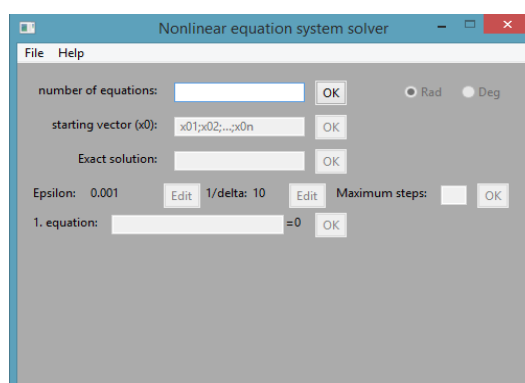 Nonlinear equation system solver
File Help
number of equations: OK Rad Deg
starting vector (x0): x01;x02;...;x0n OK
Exact solution: OK
Epsilon: 0.001 Edit 1/delta: 10 Edit Maximum steps: OK
1. equation: =0 OK